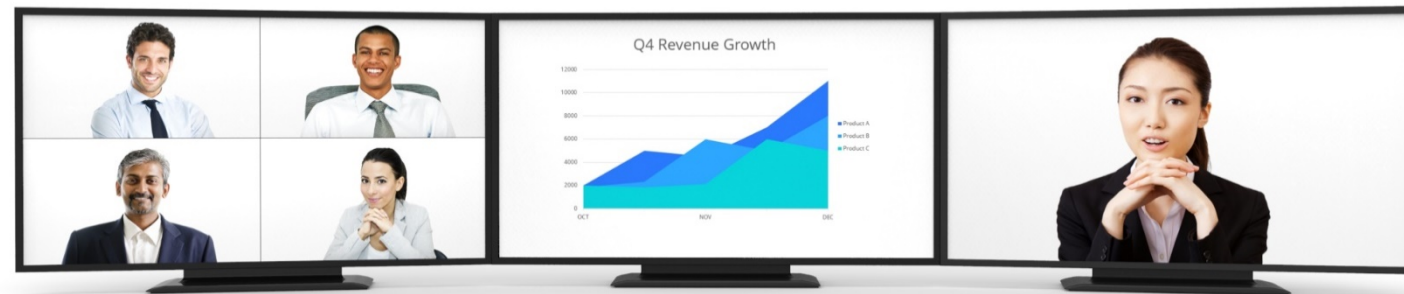 Q4 Revenue Growth
12000
10000
8000
6000
4000
2000
0
OCT
NOV
DEC
Product A
Product B
Product C